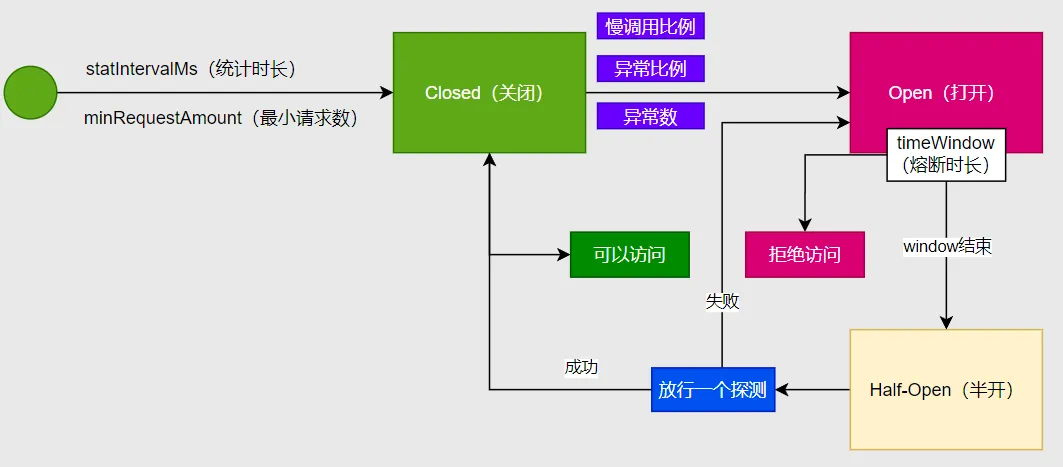 慢调用比例
statIntervalMs（统计时长）
异常比例
Closed（关闭）
Open（打开）
minRequestAmount（最小请求数）
异常数
timeWindow
（熔断时长）
可以访问
拒绝访问
window结束
失败
成功
放行一个探测
Half-Open（半开）